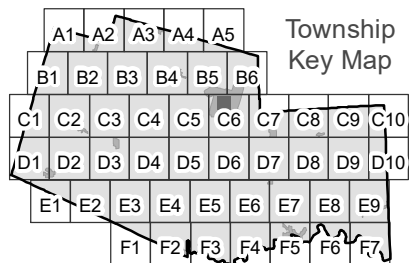 Township
Key Map
A1 A2 A3 A4 A5
B1 B2 B3 B4 B5 B6
C1 C2 C3 C4 C5 C6 C7 C8 C9 C10
D1 D2 D3 D4 D5 D6 D7 D8 D9 D10
E1 E2 E3 E4 E5 E6 E7 E8 E9
F1 F2 F3 F4 F5 F6 F7